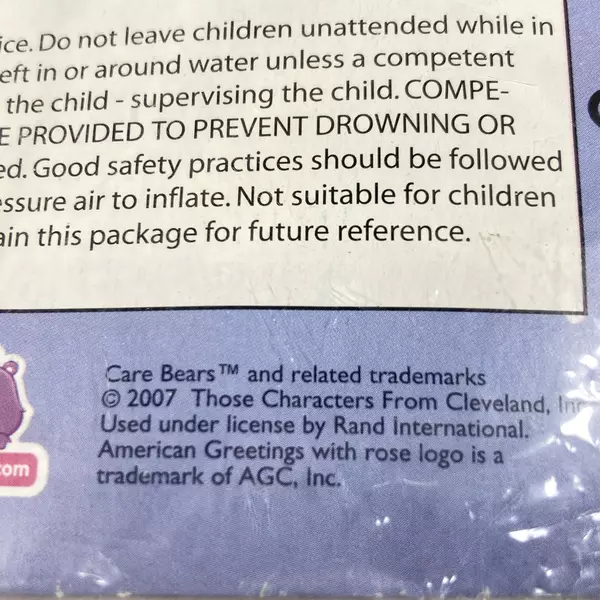 ice. Do not leave children unattended while in
eft in or around water unless a competent
the child - supervising the child. COMPE-
E PROVIDED TO PREVENT DROWNING OR
ed. Good safety practices should be followed
essure air to inflate. Not suitable for children
ain this package for future reference.
Care Bears™ and related trademarks
© 2007 Those Characters From Cleveland, Inc
Used under license by Rand International.
American Greetings with rose logo is a
trademark of AGC, Inc.
com